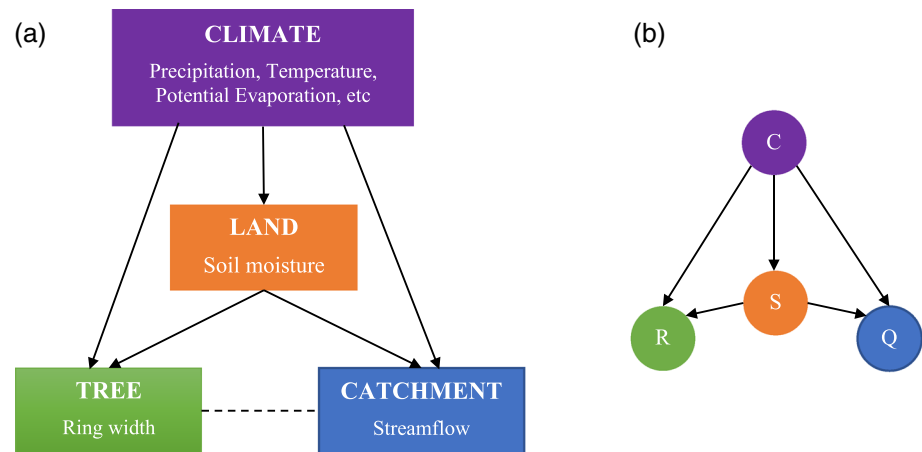 (a)
CLIMATE
Precipitation, Temperature,
Potential Evaporation, etc
LAND
Soil moisture
TREE
Ring width
CATCHMENT
Streamflow
(b)
C
S
R
Q